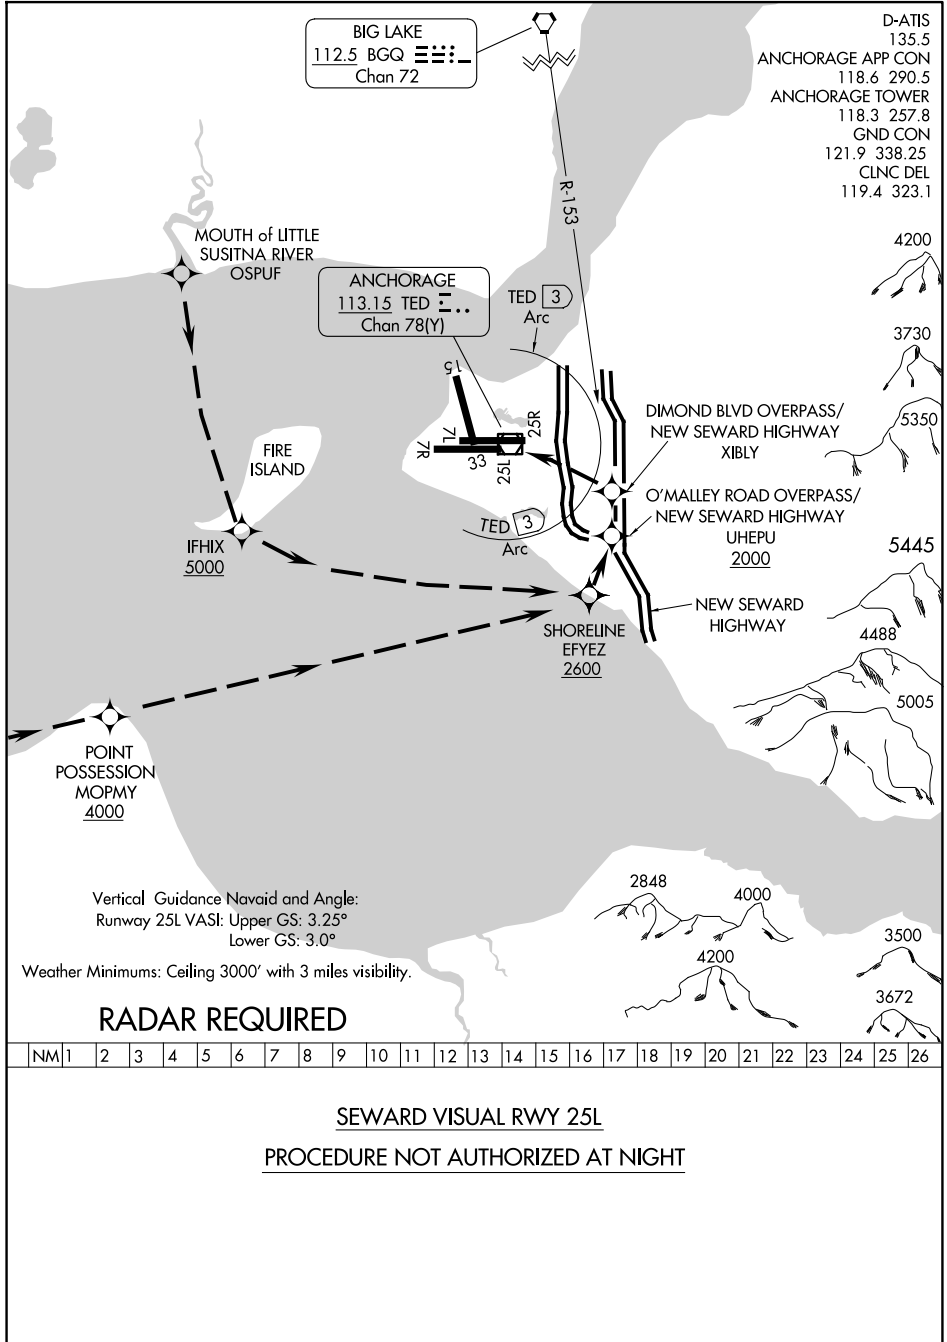 BIG LAKE
112.5 BGQ
Chan 72
D-ATIS
135.5
ANCHORAGE APP CON
118.6 290.5
ANCHORAGE TOWER
118.3 257.8
GND CON
121.9 338.25
CLNC DEL
119.4 323.1
R-153
MOUTH of LITTLE
SUSITNA RIVER
OSPUF
ANCHORAGE
113.15 TED
Chan 78(Y)
TED 3
Arc
4200
3730
5350
15
7L
7R
33
25R
25L
DIMOND BLVD OVERPASS/
NEW SEWARD HIGHWAY
XIBLY
FIRE
ISLAND
O'MALLEY ROAD OVERPASS/
NEW SEWARD HIGHWAY
UHEPU
2000
TED 3
Arc
IFHIX
5000
5445
NEW SEWARD
HIGHWAY
SHORELINE
EFYEZ
2600
4488
5005
POINT
POSSESSION
MOPMY
4000
Vertical Guidance Navaid and Angle:
Runway 25L VASI: Upper GS: 3.25°
Lower GS: 3.0°
Weather Minimums: Ceiling 3000' with 3 miles visibility.
2848
4000
4200
3500
3672
RADAR REQUIRED
NM 1 2 3 4 5 6 7 8 9 10 11 12 13 14 15 16 17 18 19 20 21 22 23 24 25 26
SEWARD VISUAL RWY 25L
PROCEDURE NOT AUTHORIZED AT NIGHT